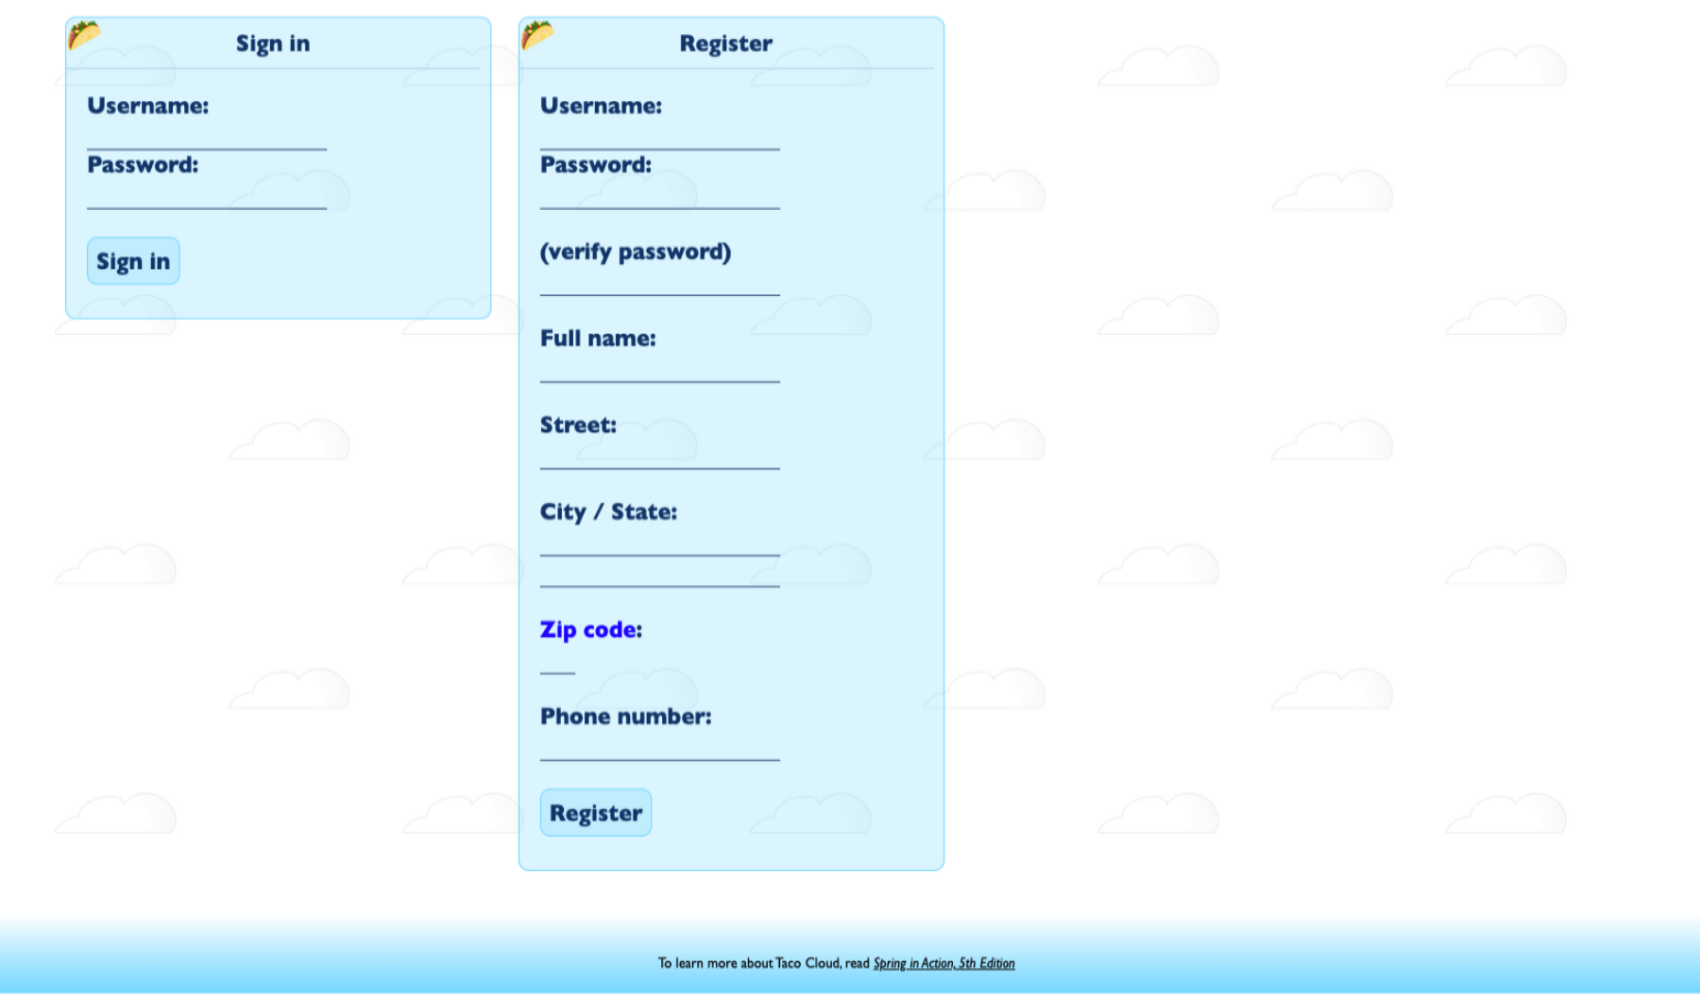 Sign in
Username:
Password:
Sign in
Register
Username:
Password:
(verify password)
Full name:
Street:
City / State:
Zip code:
Phone number:
Register
To learn more about Taco Cloud, read Spring in Action, 5th Edition